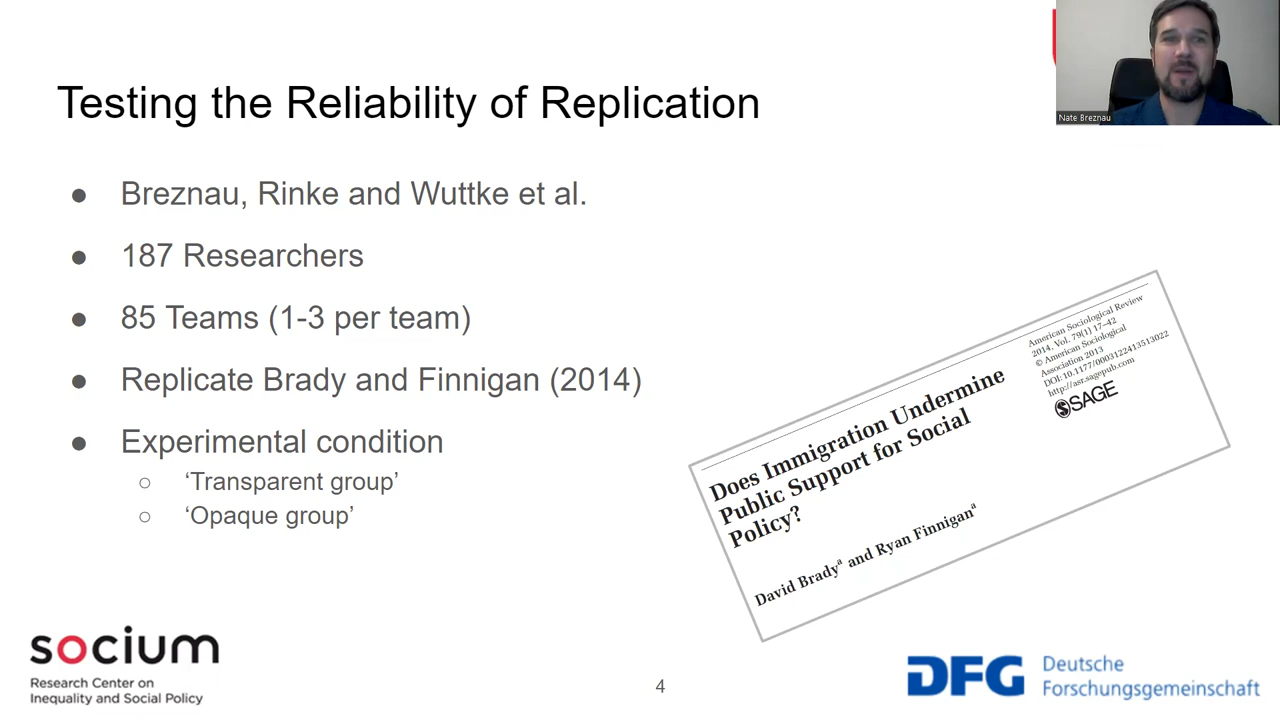 Nate Breznau
Testing the Reliability of Replication
● Breznau, Rinke and Wuttke et al.
● 187 Researchers
● 85 Teams (1-3 per team)
● Replicate Brady and Finnigan (2014)
● Experimental condition
○ ‘Transparent group’
○ ‘Opaque group’
American Sociological Review
2014, Vol. 79(1) 17–42
© American Sociological
Association 2013
DOI: 10.1177/0003122413513022
http://asr.sagepub.com
SAGE
Does Immigration Undermine
Public Support for Social
Policy?
David Bradyª and Ryan Finniganª
socium
Research Center on
Inequality and Social Policy
4
DFG
Deutsche
Forschungsgemeinschaft